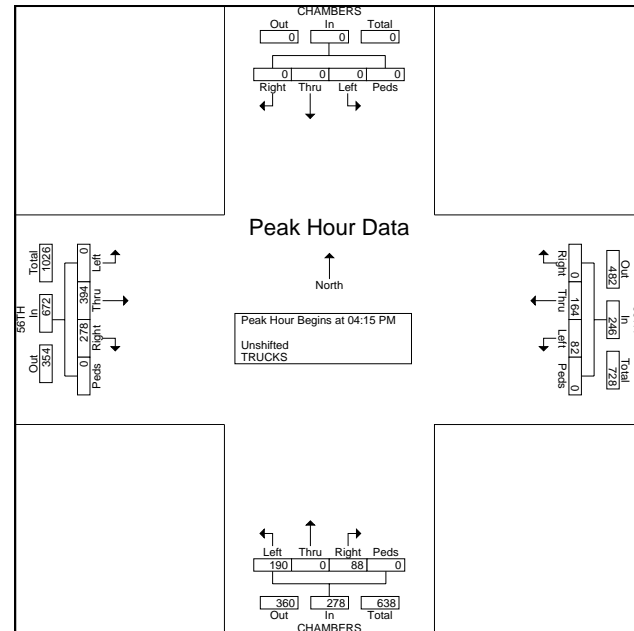 CHAMBERS
Out In Total
0 0 0
0 0 0 0
Right Thru Left Peds
Peak Hour Data
North
Peak Hour Begins at 04:15 PM
Unshifted
TRUCKS
56TH
Total In Out
1026 672 354
0 394 278 0
Left Thru Right Peds
Out In Total
482 246 728
0 164 82 0
Right Thru Left Peds
Left Thru Right Peds
190 0 88 0
360 278 638
Out In Total
CHAMBERS